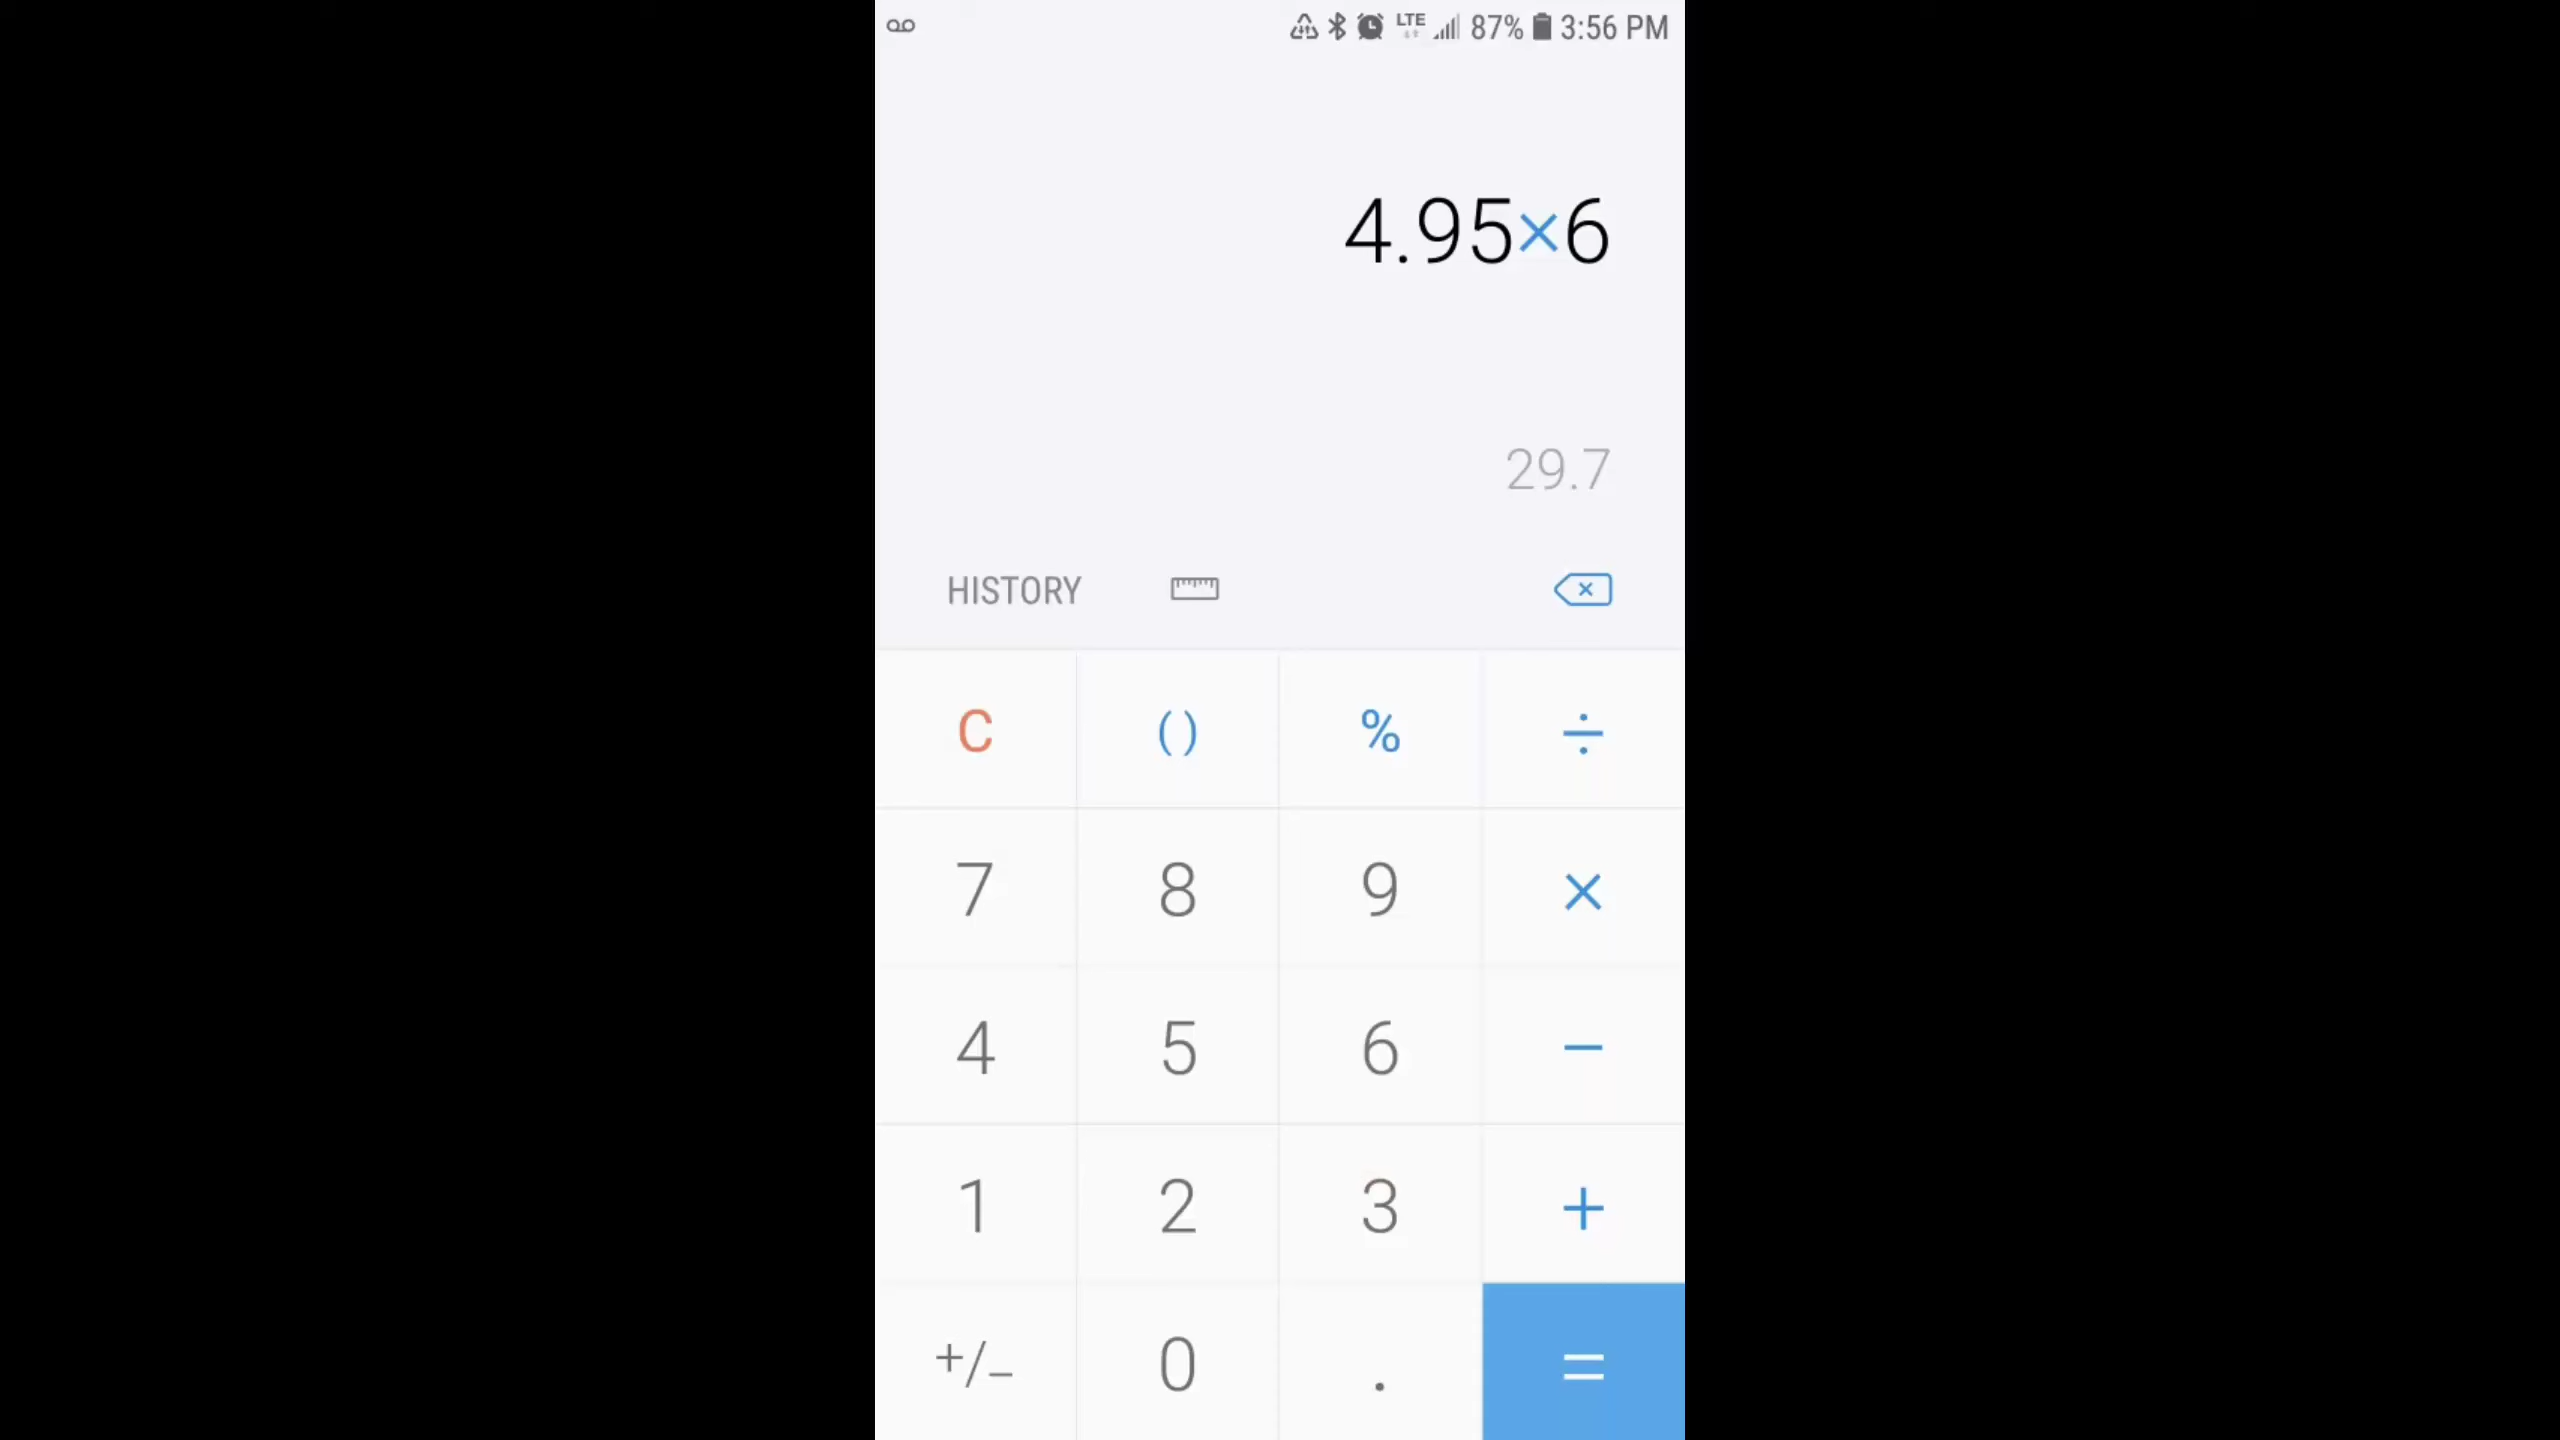 LTE 87% 3:56 PM
4.95×6
29.7
HISTORY
C ( ) % ÷
7 8 9 ×
4 5 6 −
1 2 3 +
+/− 0 . =